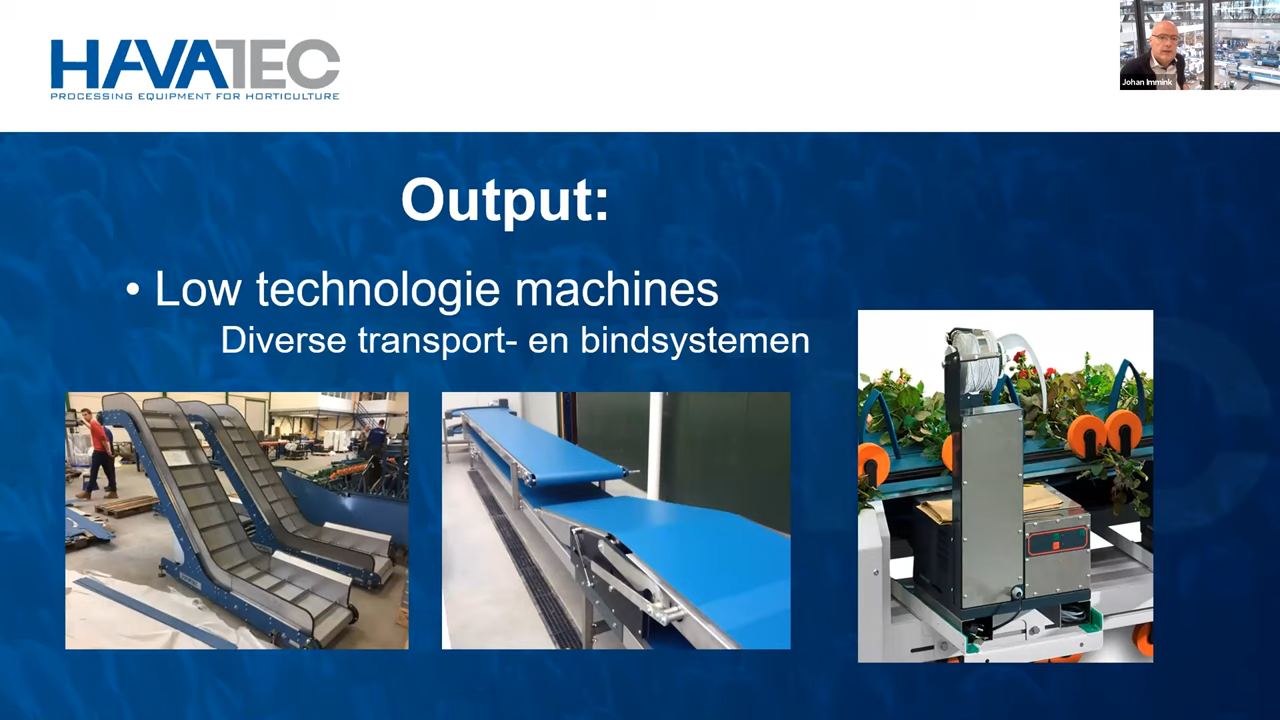 HAVATEC
PROCESSING EQUIPMENT FOR HORTICULTURE
Johan Immink
Output:
• Low technologie machines
Diverse transport- en bindsystemen